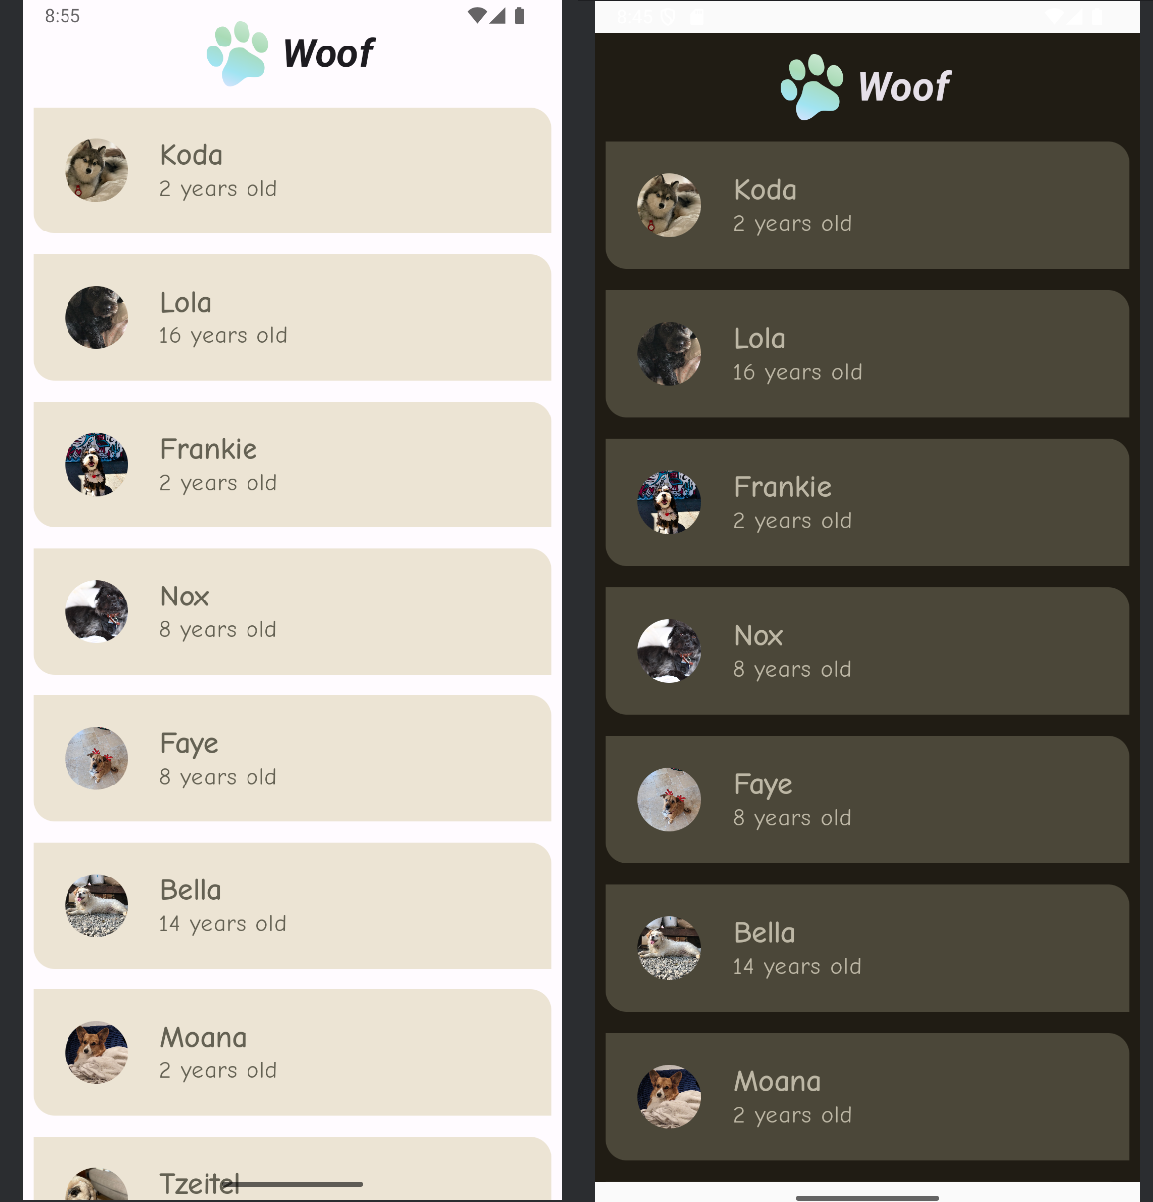 8:55
Woof
Koda
2 years old
Lola
16 years old
Frankie
2 years old
Nox
8 years old
Faye
8 years old
Bella
14 years old
Moana
2 years old
Tzeitel
Woof
Koda
2 years old
Lola
16 years old
Frankie
2 years old
Nox
8 years old
Faye
8 years old
Bella
14 years old
Moana
2 years old